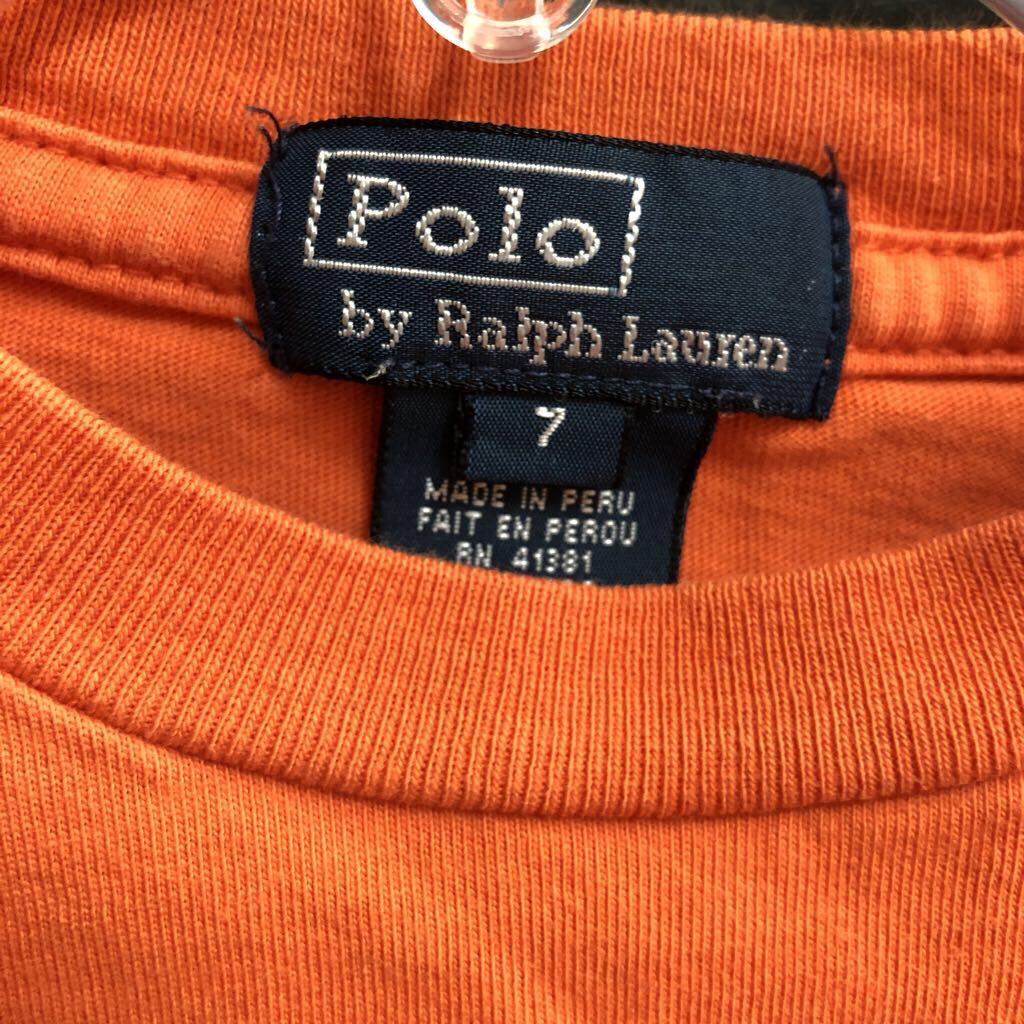 Polo
by Ralph Lauren
7
MADE IN PERU
FAIT EN PEROU
RN 41381